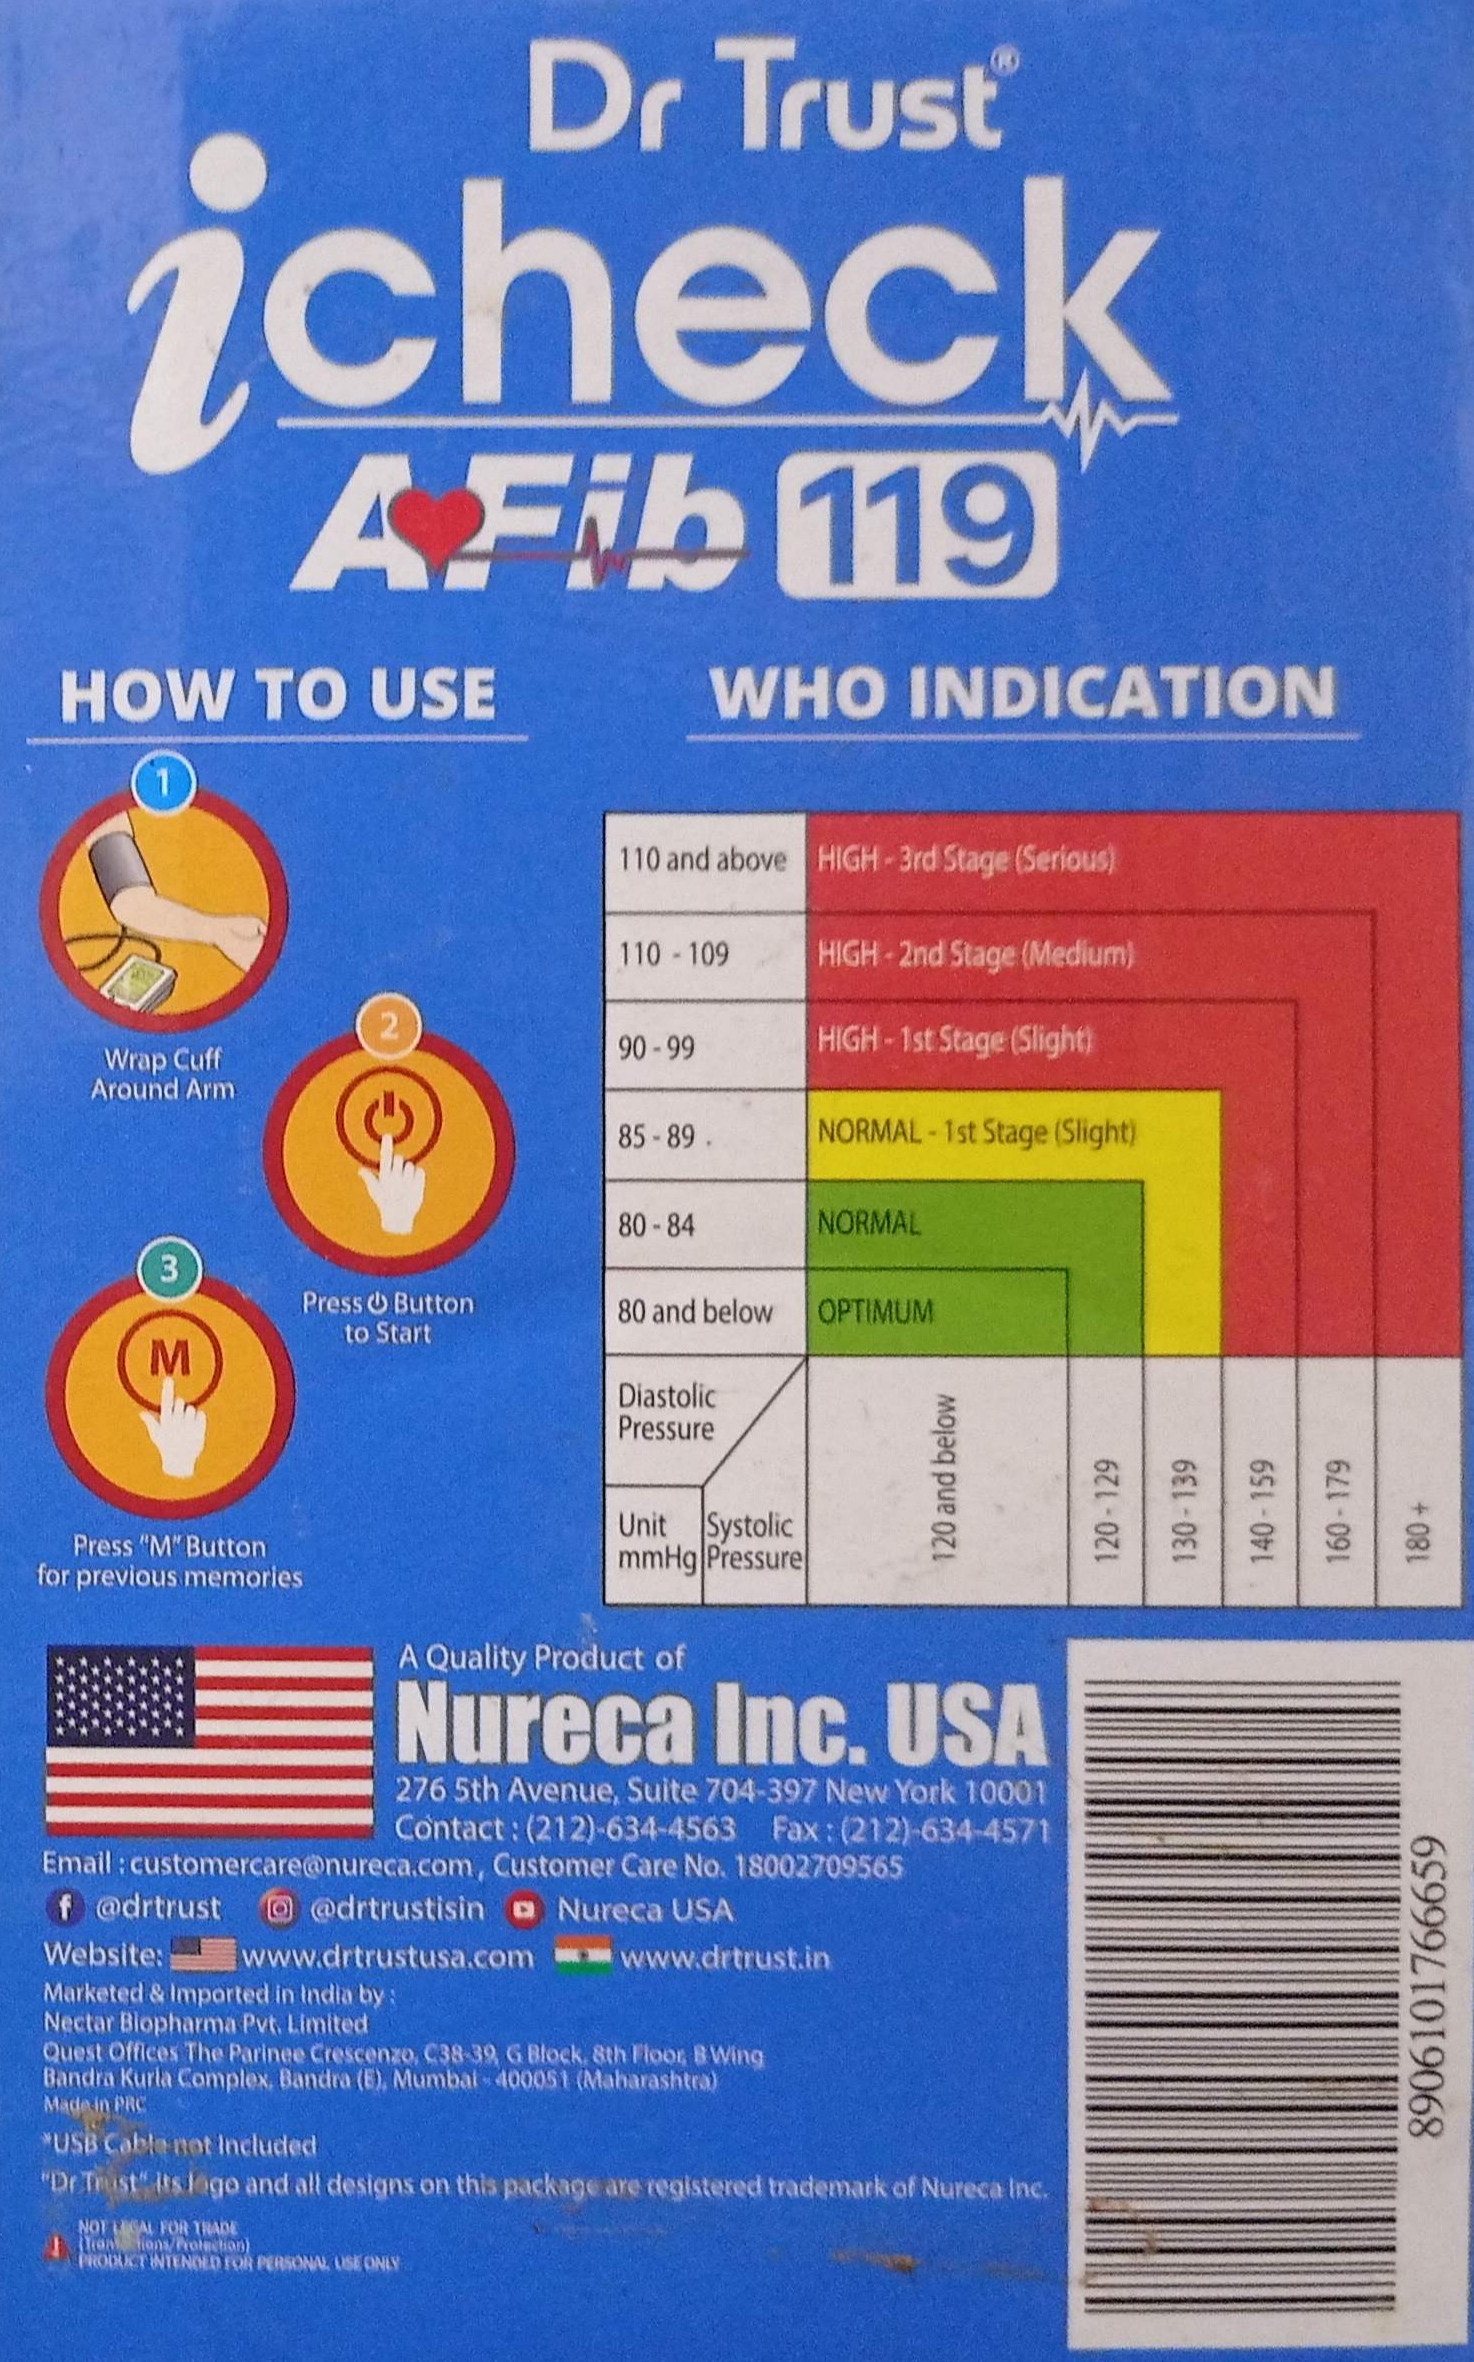 Dr Trust®
icheck
AFib 119
HOW TO USE
1
Wrap Cuff
Around Arm
2
Press ⏻ Button
to Start
3
M
Press "M" Button
for previous memories
WHO INDICATION
110 and above HIGH - 3rd Stage (Serious)
110 - 109 HIGH - 2nd Stage (Medium)
90 - 99 HIGH - 1st Stage (Slight)
85 - 89 NORMAL - 1st Stage (Slight)
80 - 84 NORMAL
80 and below OPTIMUM
Diastolic
Pressure
Unit
mmHg
Systolic
Pressure
120 and below
120 - 129
130 - 139
140 - 159
160 - 179
180 +
A Quality Product of
Nureca Inc. USA
276 5th Avenue, Suite 704-397 New York 10001
Contact : (212)-634-4563 Fax : (212)-634-4571
Email : customercare@nureca.com , Customer Care No. 18002709565
@drtrust @drtrustisin Nureca USA
Website: www.drtrustusa.com www.drtrust.in
Marketed & Imported in India by :
Nectar Biopharma Pvt. Limited
Quest Offices The Parinee Crescenzo, C38-39, G Block, 8th Floor, B Wing
Bandra Kurla Complex, Bandra (E), Mumbai - 400051 (Maharashtra)
Made in PRC
*USB Cable not Included
"Dr Trust" Its logo and all designs on this package are registered trademark of Nureca Inc.
NOT LEGAL FOR TRADE
PRODUCT INTENDED FOR PERSONAL USE ONLY
8906101766659